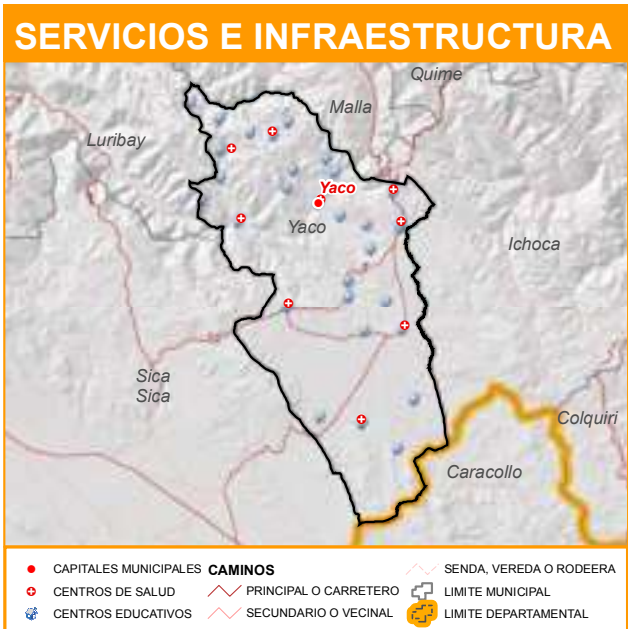 SERVICIOS E INFRAESTRUCTURA
Quime
Malla
Luribay
Yaco
Yaco
Ichoca
Sica
Sica
Colquiri
Caracollo
CAPITALES MUNICIPALES
CENTROS DE SALUD
CENTROS EDUCATIVOS
CAMINOS
PRINCIPAL O CARRETERO
SECUNDARIO O VECINAL
SENDA, VEREDA O RODEERA
LIMITE MUNICIPAL
LIMITE DEPARTAMENTAL